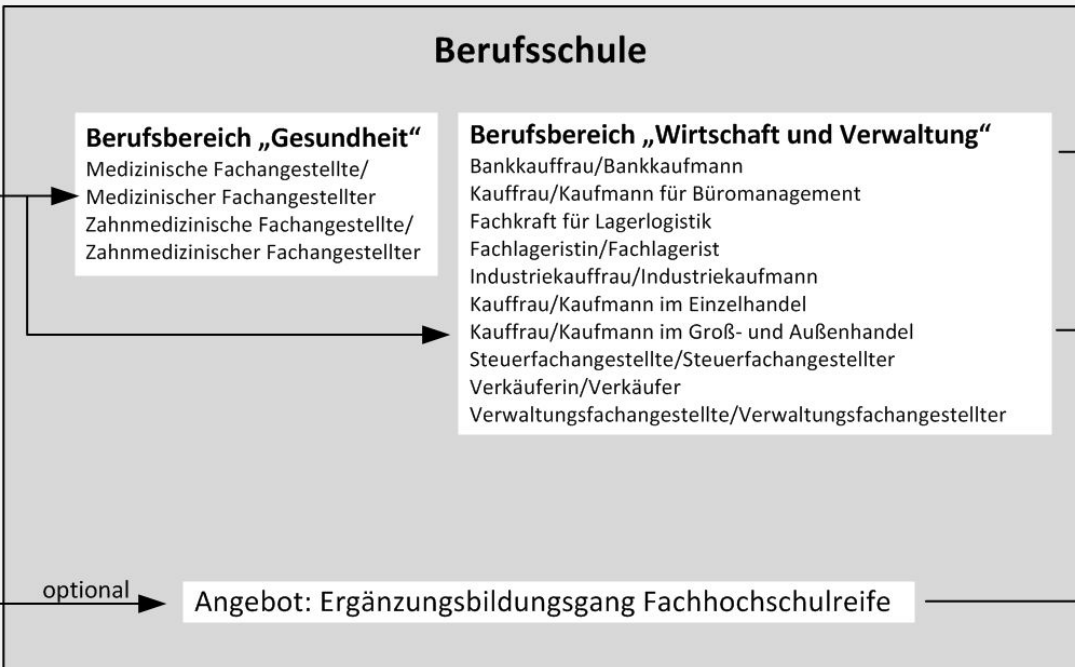 Berufsschule
Berufsbereich „Gesundheit“
Medizinische Fachangestellte/
Medizinischer Fachangestellter
Zahnmedizinische Fachangestellte/
Zahnmedizinischer Fachangestellter
Berufsbereich „Wirtschaft und Verwaltung“
Bankkauffrau/Bankkaufmann
Kauffrau/Kaufmann für Büromanagement
Fachkraft für Lagerlogistik
Fachlageristin/Fachlagerist
Industriekauffrau/Industriekaufmann
Kauffrau/Kaufmann im Einzelhandel
Kauffrau/Kaufmann im Groß- und Außenhandel
Steuerfachangestellte/Steuerfachangestellter
Verkäuferin/Verkäufer
Verwaltungsfachangestellte/Verwaltungsfachangestellter
optional
Angebot: Ergänzungsbildungsgang Fachhochschulreife